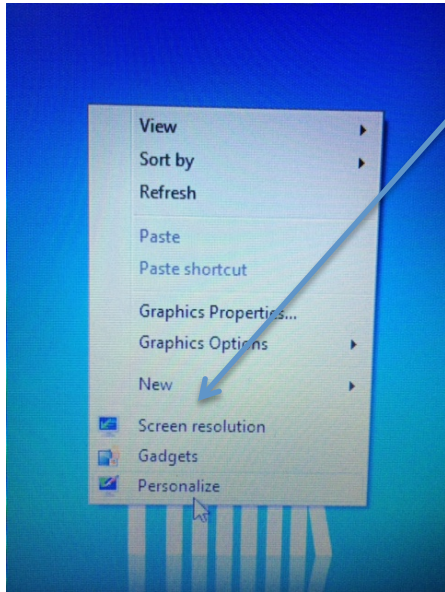 View
Sort by
Refresh
Paste
Paste shortcut
Graphics Properties...
Graphics Options
New
Screen resolution
Gadgets
Personalize